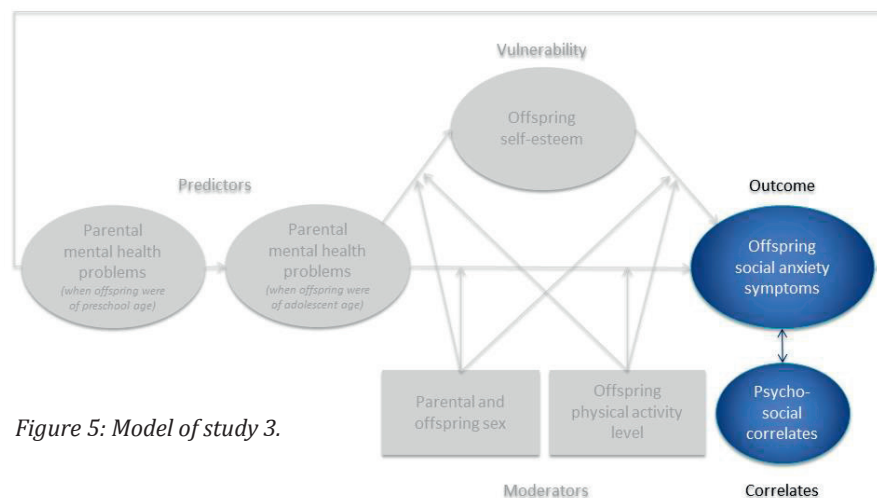 Vulnerability
Offspring
self-esteem
Predictors
Outcome
Parental
mental health
problems
(when offspring were
of preschool age)
Parental
mental health
problems
(when offspring were
of adolescent age)
Offspring
social anxiety
symptoms
Parental and
offspring sex
Offspring
physical activity
level
Psycho-
social
correlates
Figure 5: Model of study 3.
Moderators
Correlates